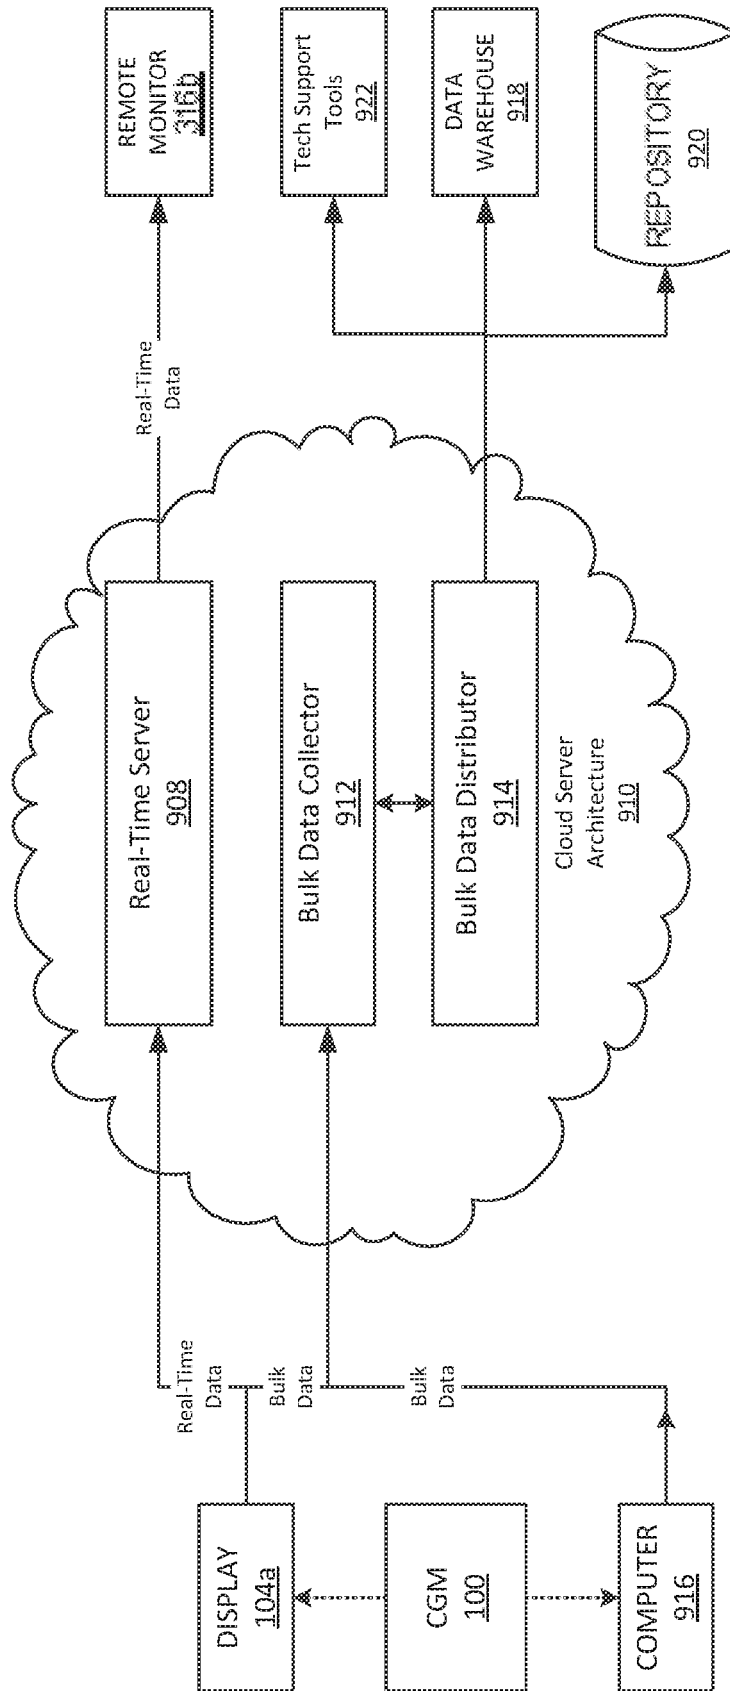 DISPLAY
104a
CGM
100
COMPUTER
916
Real-Time
Data
Bulk
Data
Bulk
Data
Real-Time Server
908
Bulk Data Collector
912
Bulk Data Distributor
914
Cloud Server
Architecture
910
Real-Time
Data
REMOTE
MONITOR
316b
Tech Support
Tools
922
DATA
WAREHOUSE
918
REPOSITORY
920